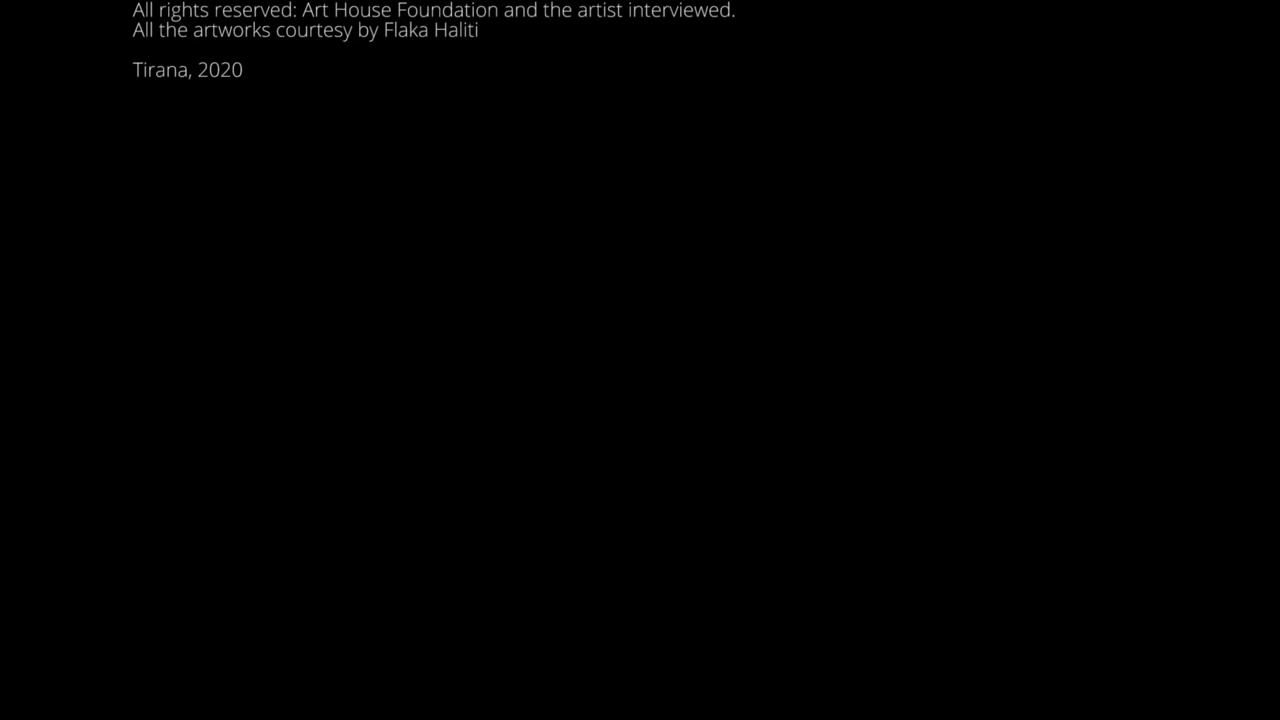 All rights reserved: Art House Foundation and the artist interviewed.
All the artworks courtesy by Flaka Haliti
Tirana, 2020